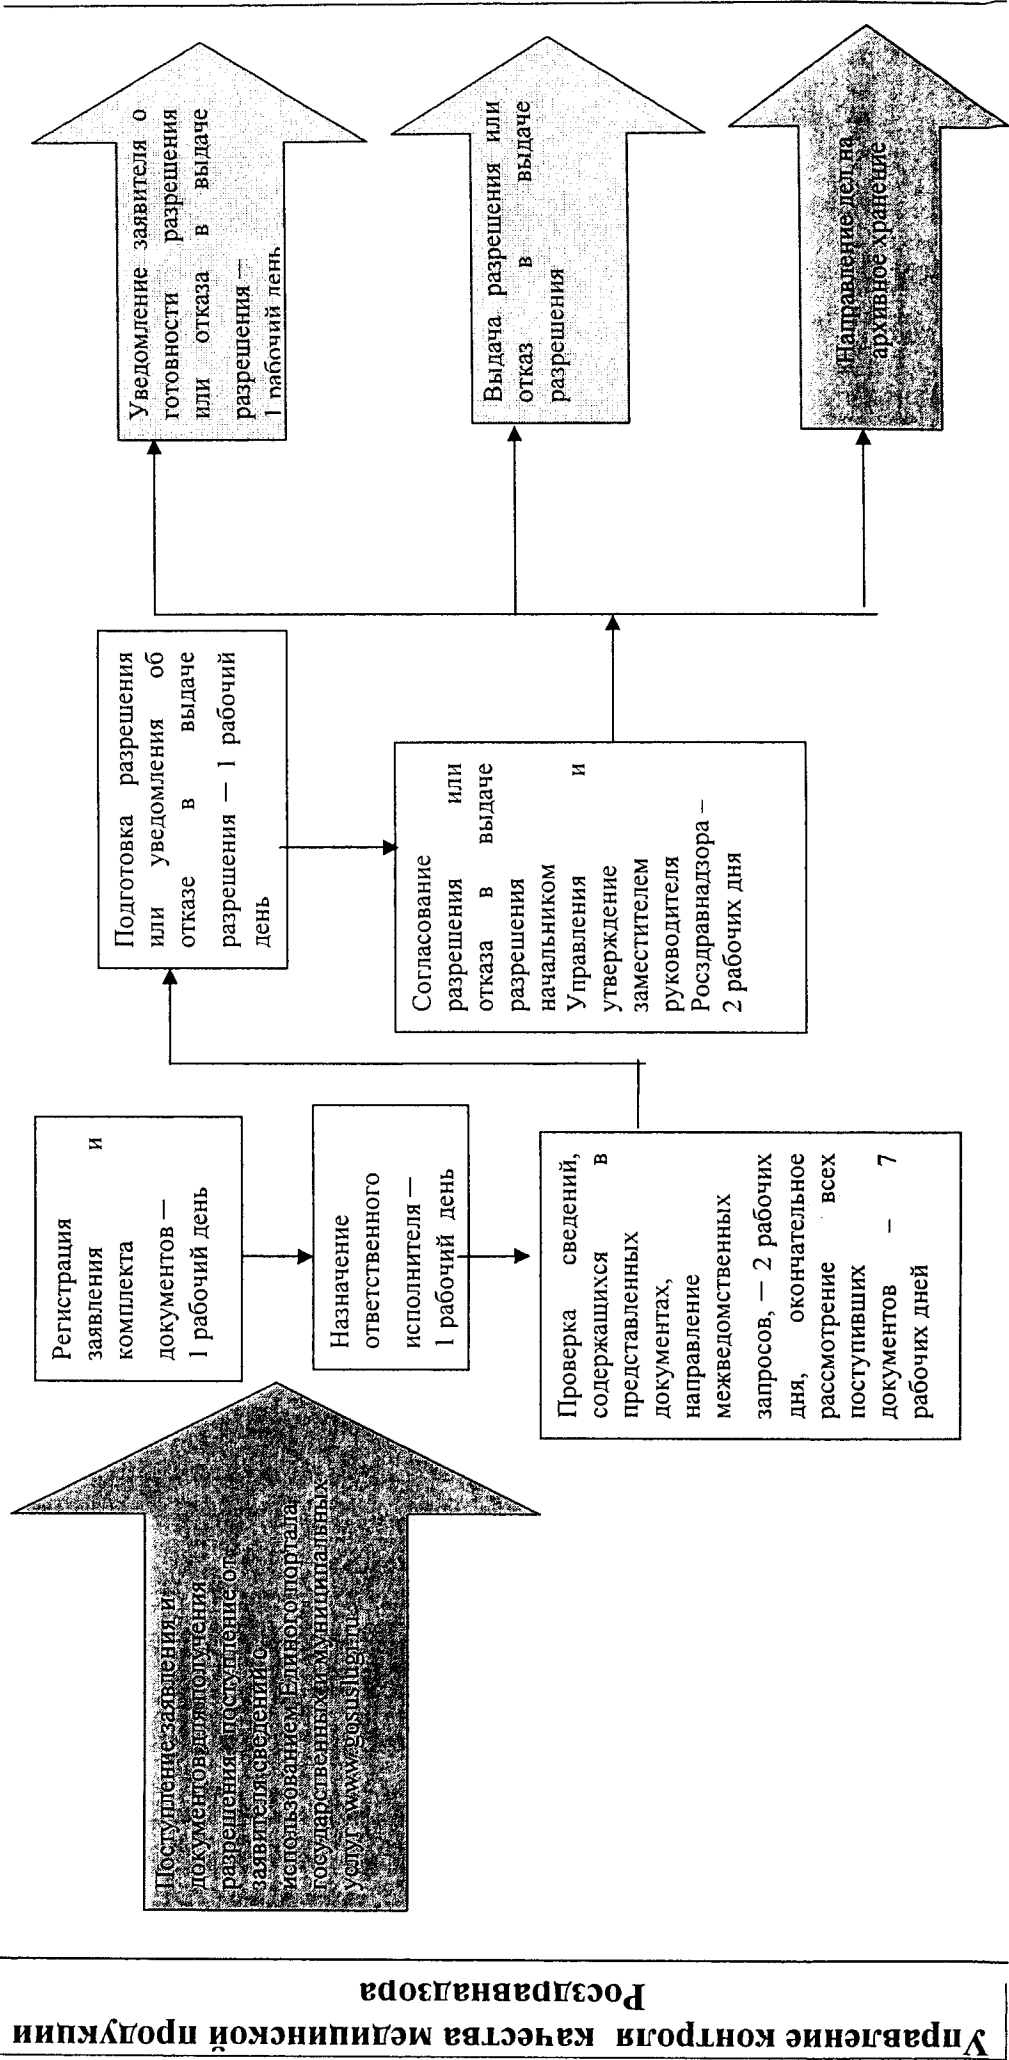 Управление контроля качества медицинской продукции
Росздравнадзора
Поступление заявления и
документов для получения
разрешения, поступление от
заявителя сведений с
использованием Единого портала
государственных и муниципальных
услуг www.gosuslugi.ru
Регистрация
заявления и
комплекта
документов —
1 рабочий день
Назначение
ответственного
исполнителя —
1 рабочий день
Проверка сведений,
содержащихся в
представленных
документах,
направление
межведомственных
запросов, — 2 рабочих
дня, окончательное
рассмотрение всех
поступивших
документов – 7
рабочих дней
Подготовка разрешения
или уведомления об
отказе в выдаче
разрешения — 1 рабочий
день
Согласование
разрешения или
отказа в выдаче
разрешения
начальником
Управления и
утверждение
заместителем
руководителя
Росздравнадзора –
2 рабочих дня
Уведомление заявителя о
готовности разрешения
или отказа в выдаче
разрешения —
1 рабочий день
Выдача разрешения или
отказ в выдаче
разрешения
Направление дел на
архивное хранение